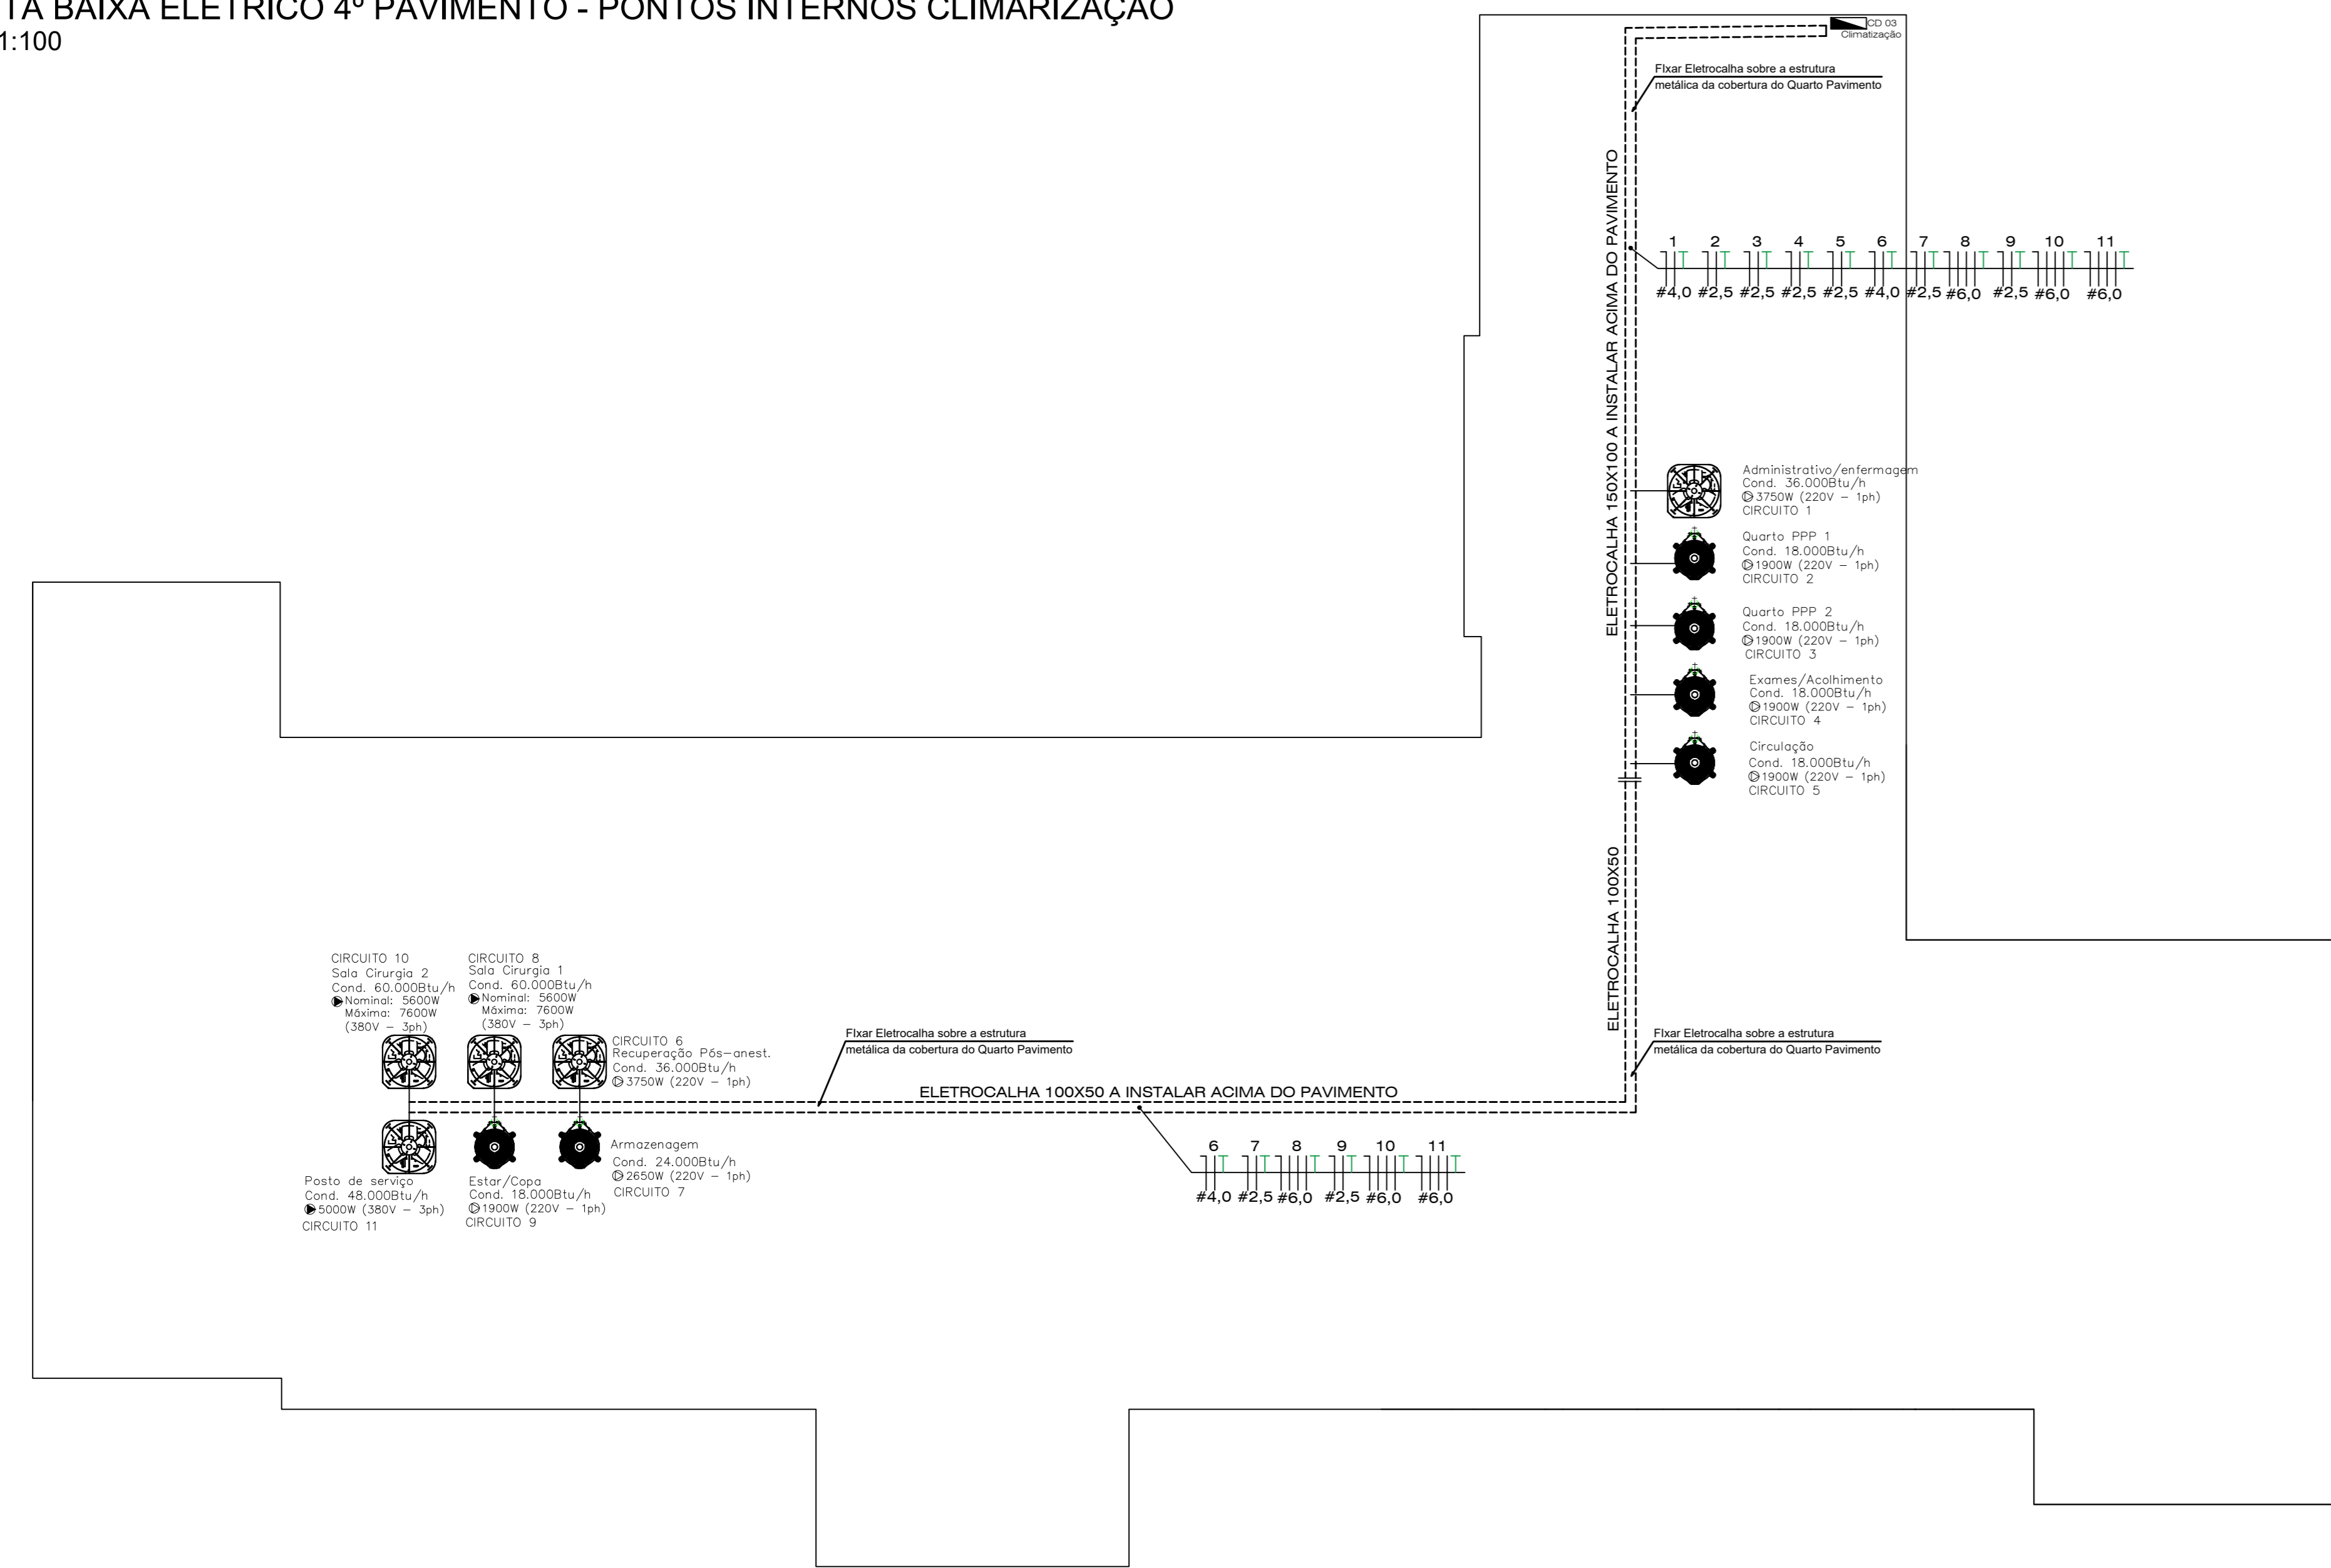 TA BAIXA ELÉTRICO 4º PAVIMENTO - PONTOS INTERNOS CLIMARIZAÇÃO
1:100
CD 03
Climatização
FIxar Eletrocalha sobre a estrutura
metálica da cobertura do Quarto Pavimento
ELETROCALHA 150X100 A INSTALAR ACIMA DO PAVIMENTO
1 2 3 4 5 6 7 8 9 10 11
#4,0 #2,5 #2,5 #2,5 #2,5 #4,0 #2,5 #6,0 #2,5 #6,0 #6,0
Administrativo/enfermagem
Cond. 36.000Btu/h
3750W (220V – 1ph)
CIRCUITO 1
Quarto PPP 1
Cond. 18.000Btu/h
1900W (220V – 1ph)
CIRCUITO 2
Quarto PPP 2
Cond. 18.000Btu/h
1900W (220V – 1ph)
CIRCUITO 3
Exames/Acolhimento
Cond. 18.000Btu/h
1900W (220V – 1ph)
CIRCUITO 4
Circulação
Cond. 18.000Btu/h
1900W (220V – 1ph)
CIRCUITO 5
ELETROCALHA 100X50
CIRCUITO 10
Sala Cirurgia 2
Cond. 60.000Btu/h
Nominal: 5600W
Máxima: 7600W
(380V – 3ph)
CIRCUITO 8
Sala Cirurgia 1
Cond. 60.000Btu/h
Nominal: 5600W
Máxima: 7600W
(380V – 3ph)
CIRCUITO 6
Recuperação Pós–anest.
Cond. 36.000Btu/h
3750W (220V – 1ph)
FIxar Eletrocalha sobre a estrutura
metálica da cobertura do Quarto Pavimento
FIxar Eletrocalha sobre a estrutura
metálica da cobertura do Quarto Pavimento
ELETROCALHA 100X50 A INSTALAR ACIMA DO PAVIMENTO
Posto de serviço
Cond. 48.000Btu/h
5000W (380V – 3ph)
CIRCUITO 11
Estar/Copa
Cond. 18.000Btu/h
1900W (220V – 1ph)
CIRCUITO 9
Armazenagem
Cond. 24.000Btu/h
2650W (220V – 1ph)
CIRCUITO 7
6 7 8 9 10 11
#4,0 #2,5 #6,0 #2,5 #6,0 #6,0